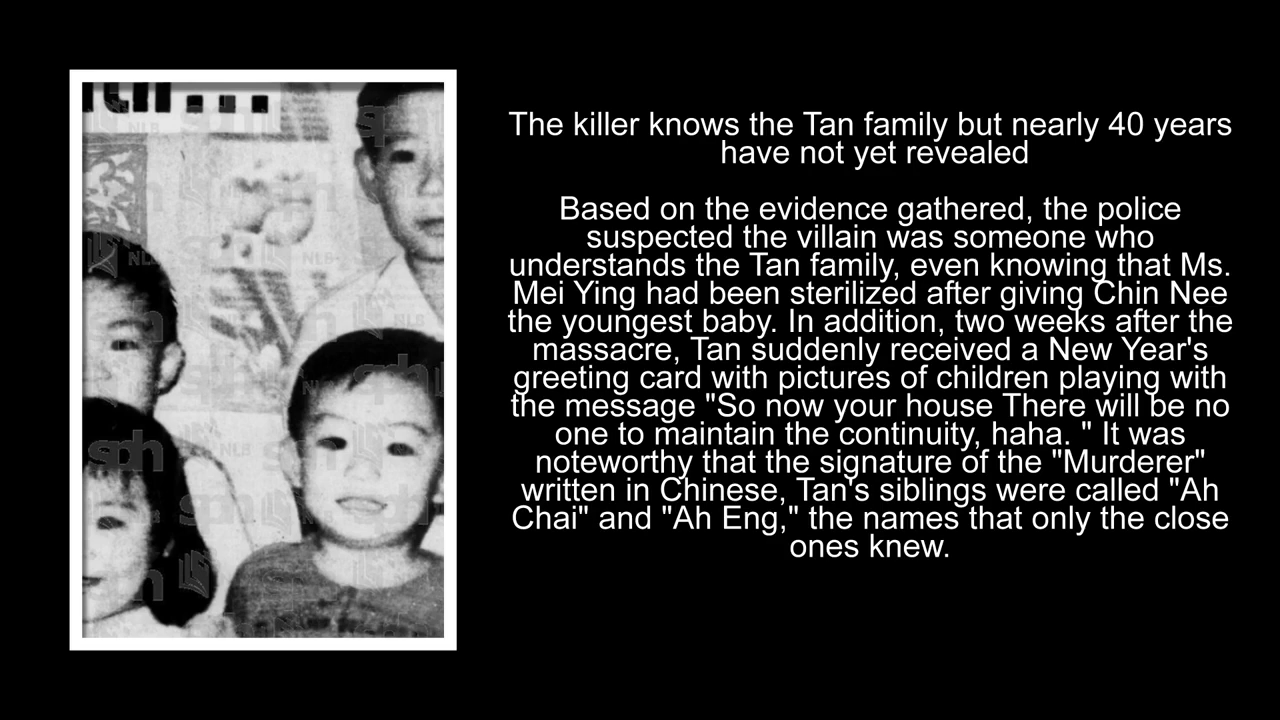 The killer knows the Tan family but nearly 40 years
have not yet revealed
Based on the evidence gathered, the police
suspected the villain was someone who
understands the Tan family, even knowing that Ms.
Mei Ying had been sterilized after giving Chin Nee
the youngest baby. In addition, two weeks after the
massacre, Tan suddenly received a New Year's
greeting card with pictures of children playing with
the message "So now your house There will be no
one to maintain the continuity, haha. " It was
noteworthy that the signature of the "Murderer"
written in Chinese, Tan's siblings were called "Ah
Chai" and "Ah Eng," the names that only the close
ones knew.
sph
NLB